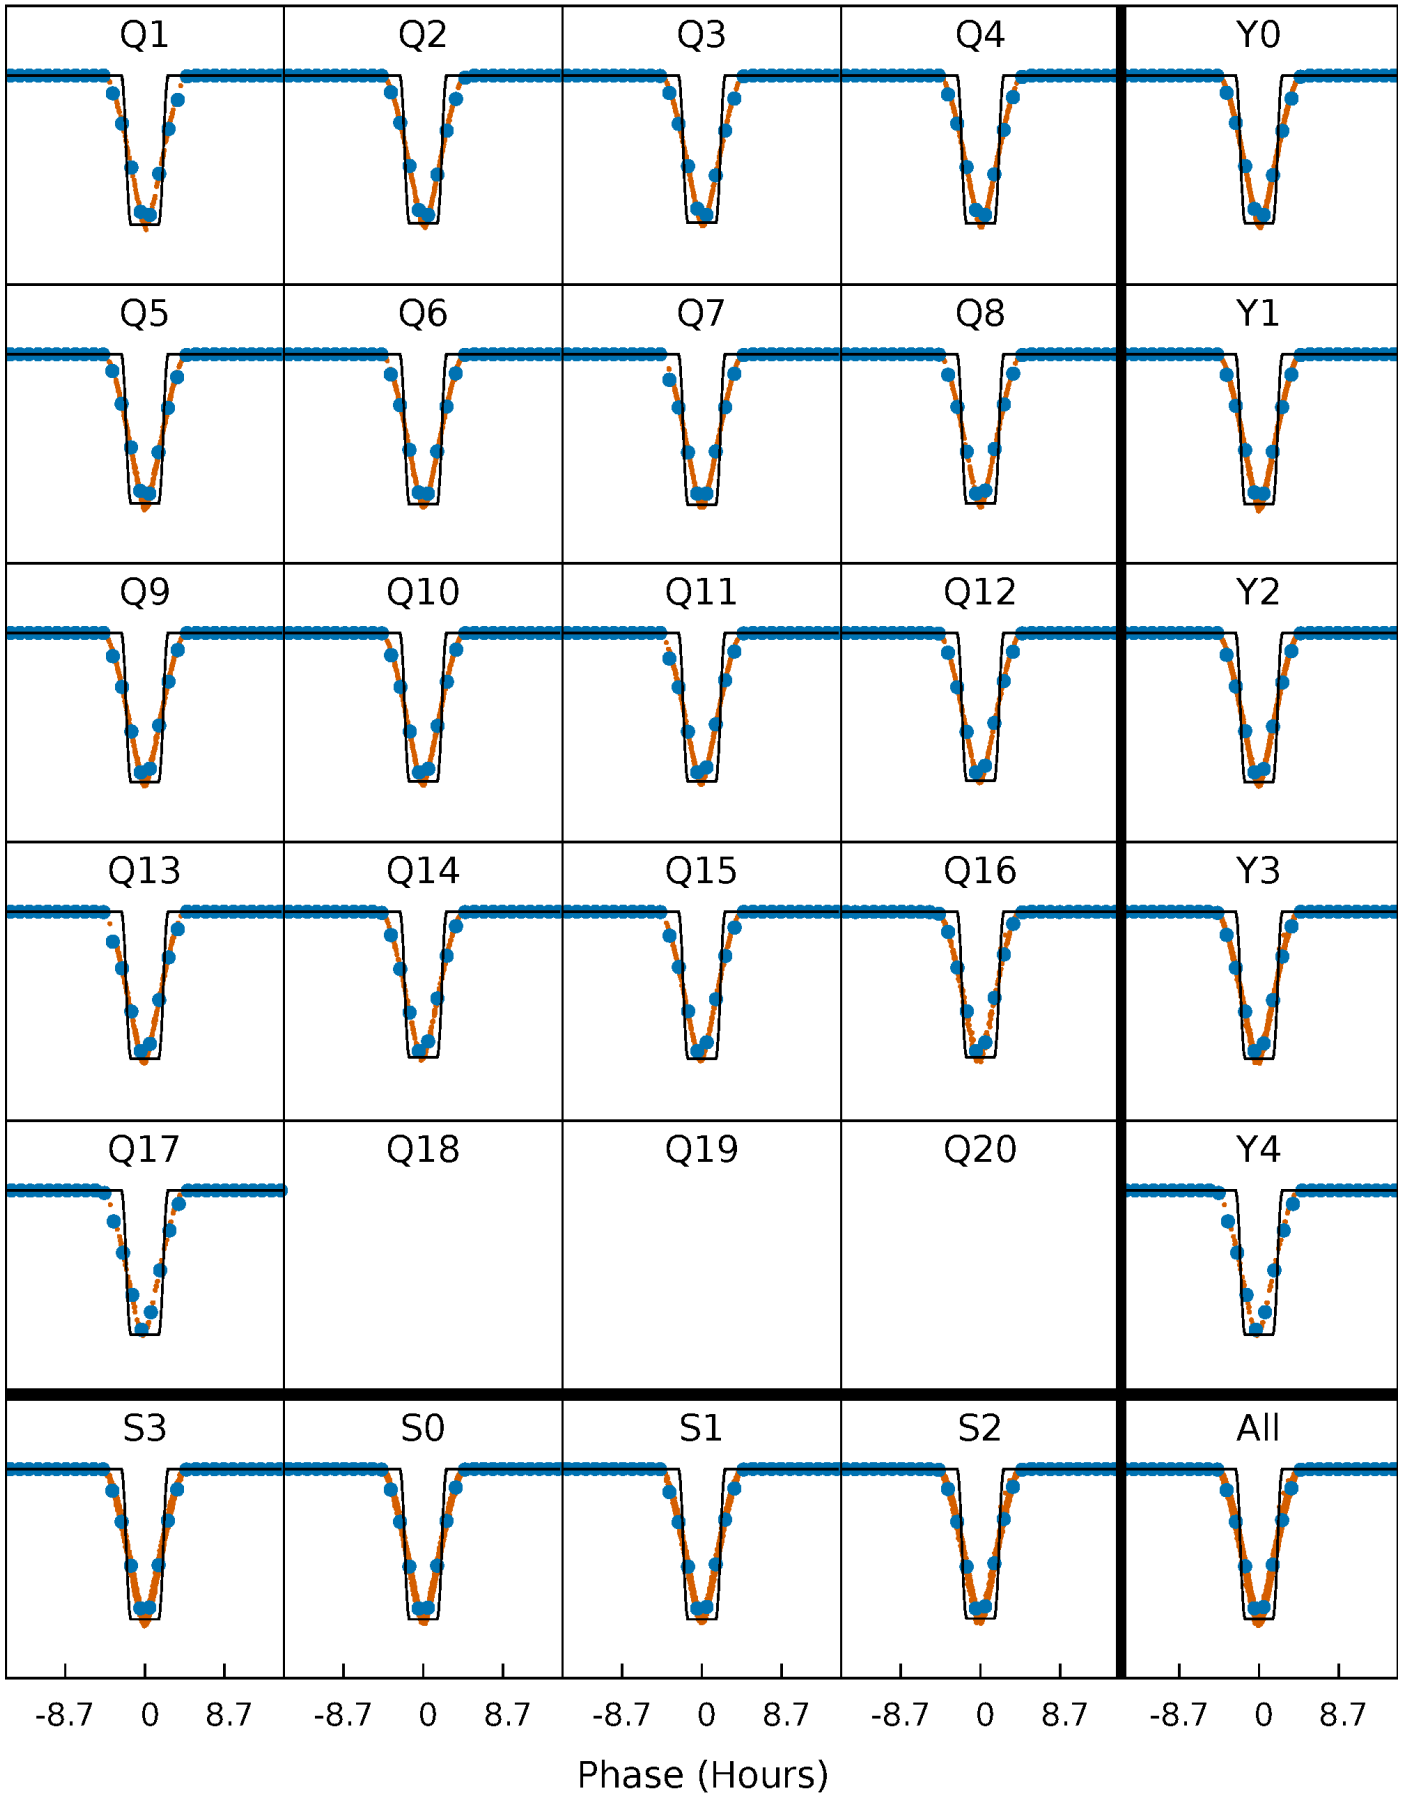 Q1 Q2 Q3 Q4 Y0
Q5 Q6 Q7 Q8 Y1
Q9 Q10 Q11 Q12 Y2
Q13 Q14 Q15 Q16 Y3
Q17 Q18 Q19 Q20 Y4
S3 S0 S1 S2 All
-8.7 0 8.7 -8.7 0 8.7 -8.7 0 8.7 -8.7 0 8.7 -8.7 0 8.7
Phase (Hours)